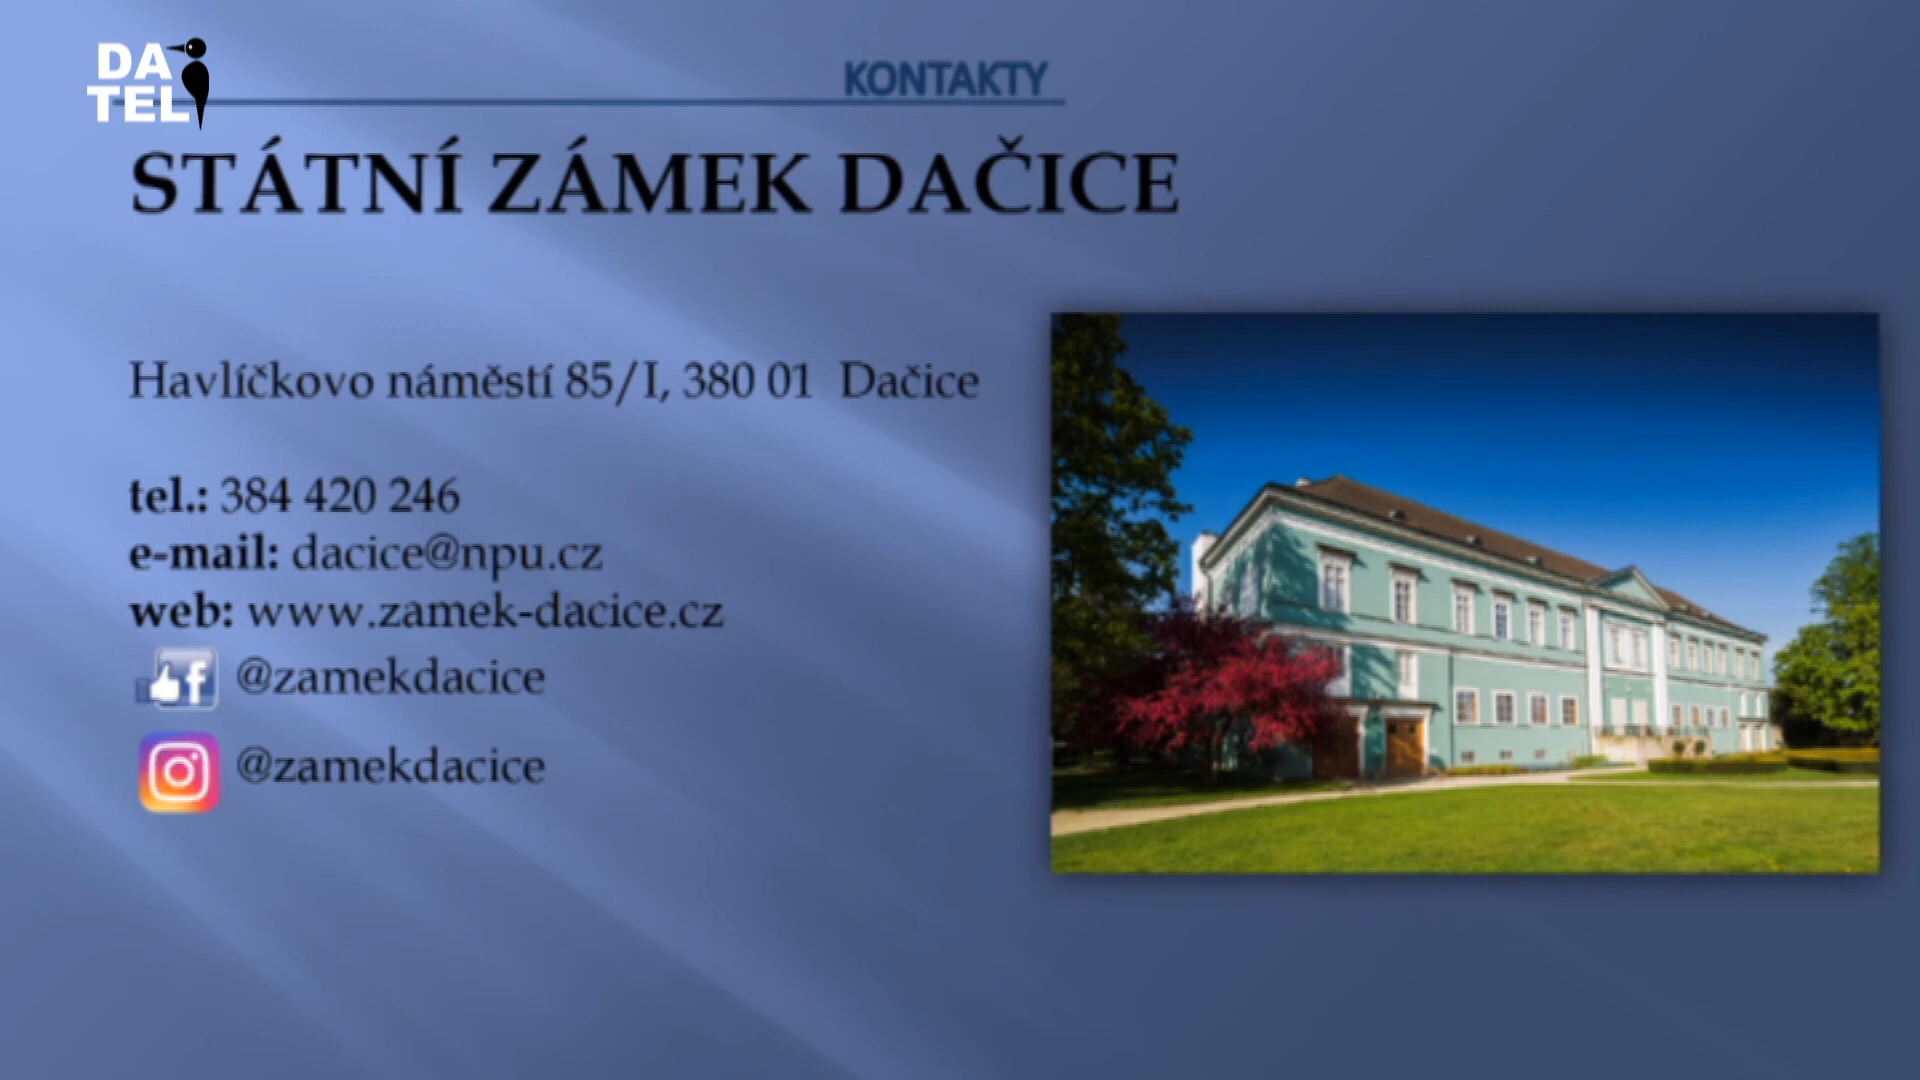 DA
TEL
KONTAKTY
STÁTNÍ ZÁMEK DAČICE
Havlíčkovo náměstí 85/I, 380 01 Dačice
tel.: 384 420 246
e-mail: dacice@npu.cz
web: www.zamek-dacice.cz
f @zamekdacice
@zamekdacice